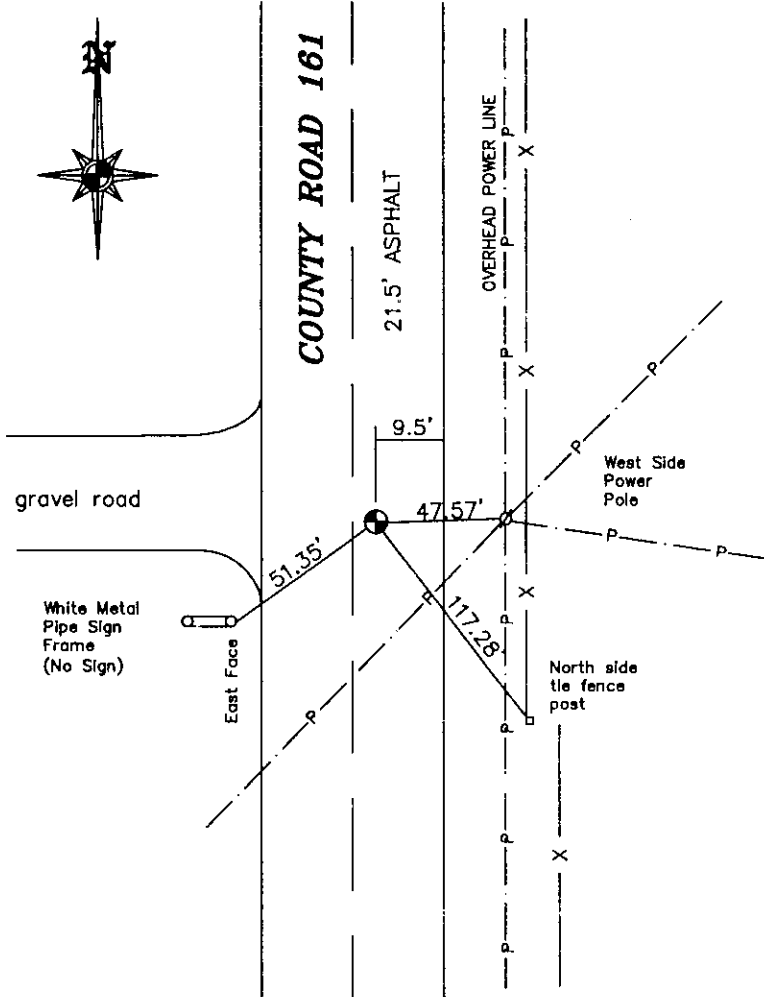 N
COUNTY ROAD 161
21.5' ASPHALT
OVERHEAD POWER LINE
P
X
P
P
X
P
P
P
9.5'
West Side
Power
Pole
gravel road
47.57'
P
P
51.35'
X
P
117.28'
P
White Metal
Pipe Sign
Frame
(No Sign)
East Face
North side
tie fence
post
P
P
P
X
P